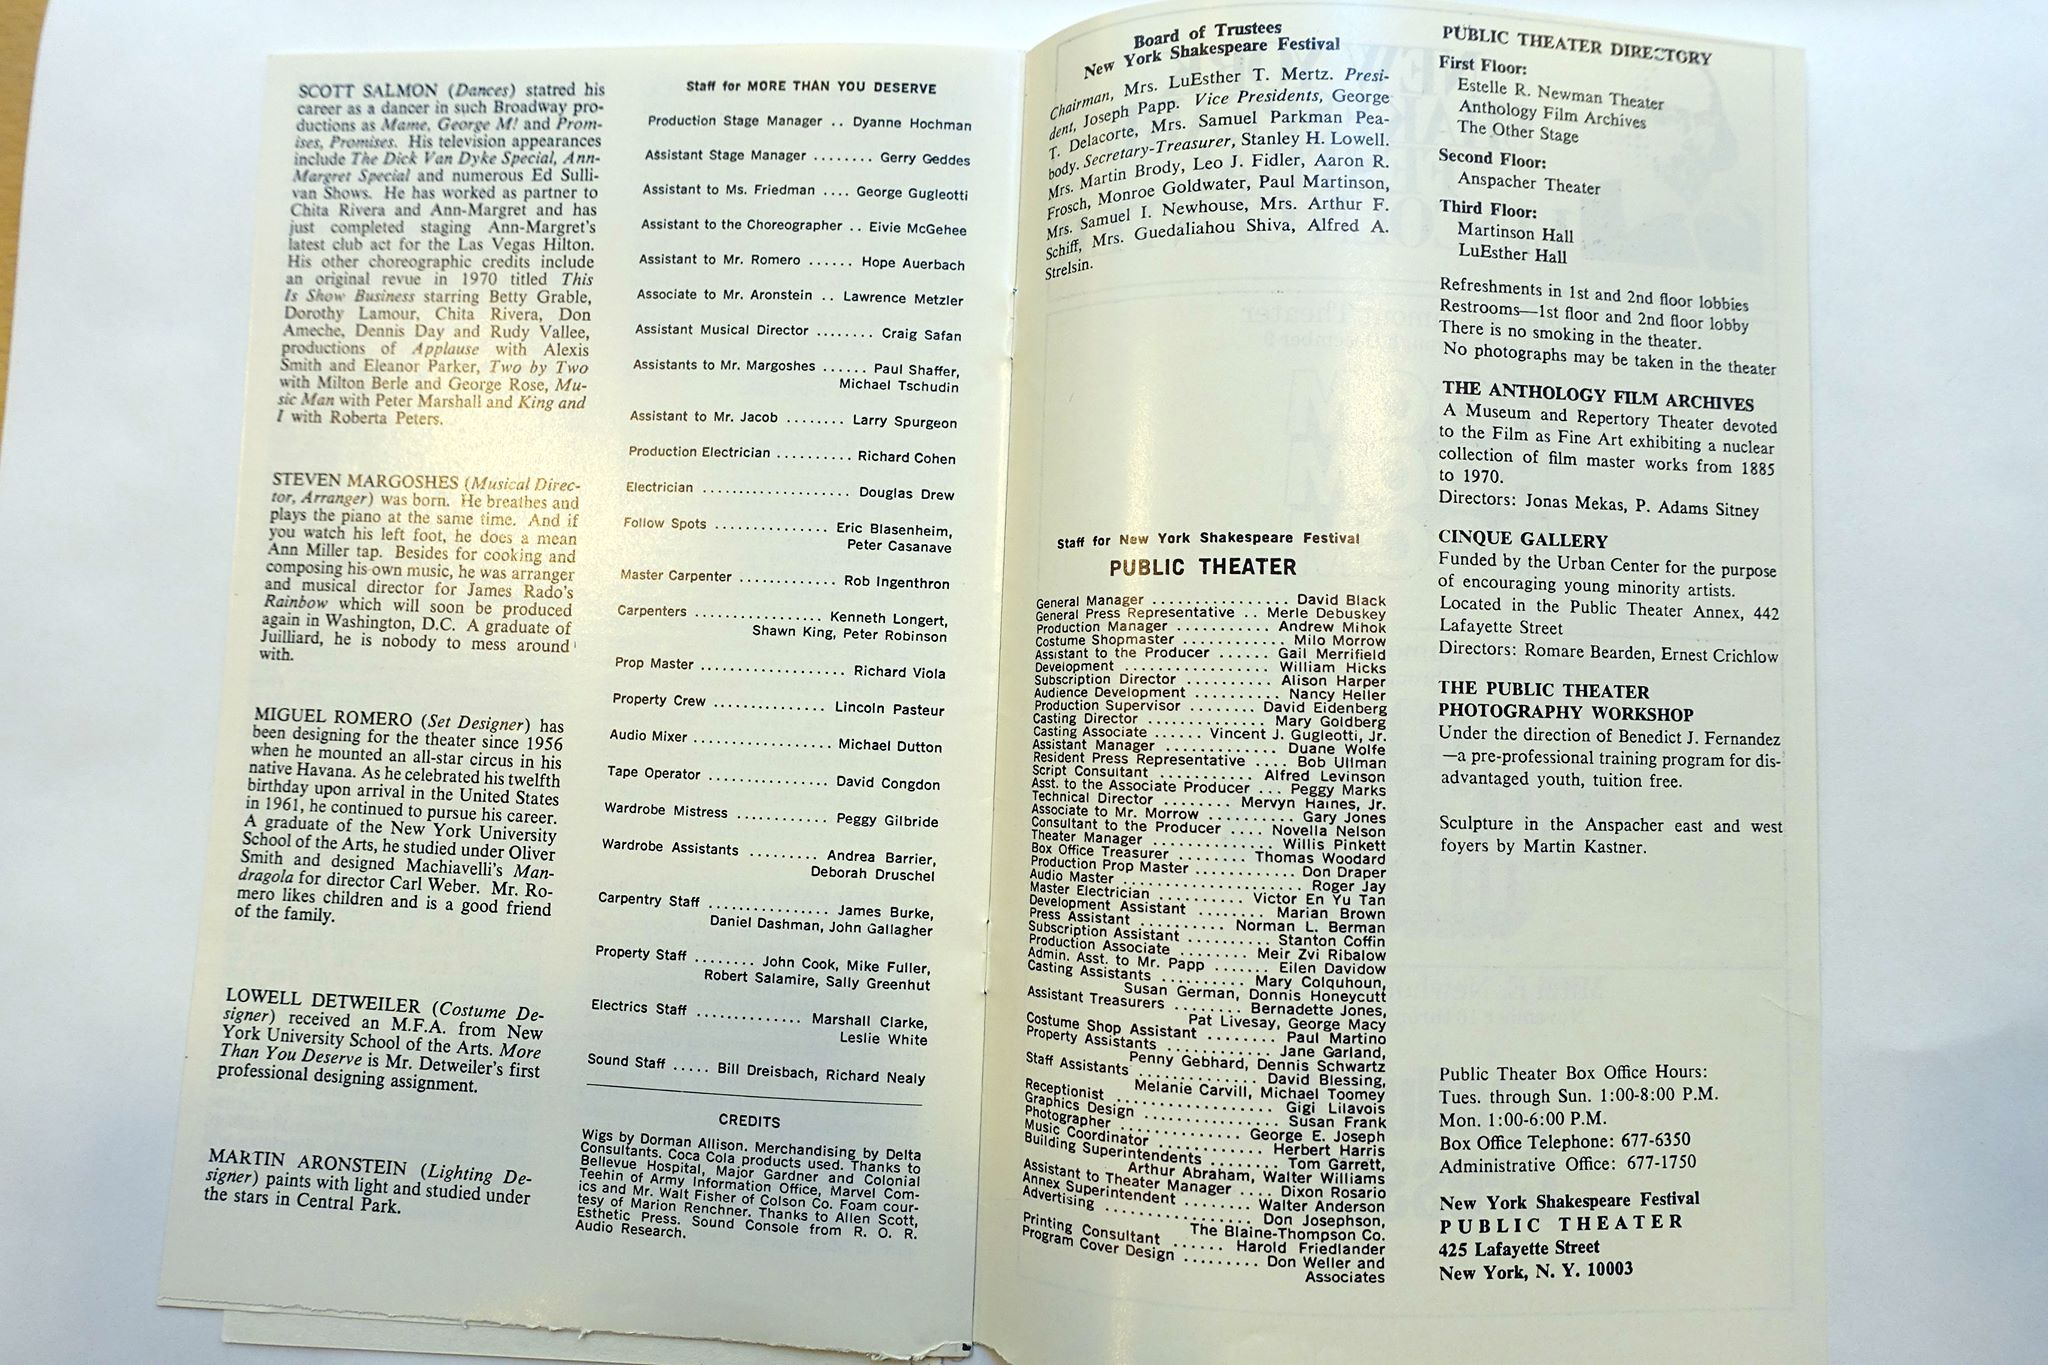 SCOTT SALMON (Dances) statred his
career as a dancer in such Broadway pro-
ductions as Mame, George M! and Prom-
ises, Promises. His television appearances
include The Dick Van Dyke Special, Ann-
Margret Special and numerous Ed Sulli-
van Shows. He has worked as partner to
Chita Rivera and Ann-Margret and has
just completed staging Ann-Margret's
latest club act for the Las Vegas Hilton.
His other choreographic credits include
an original revue in 1970 titled This
Is Show Business starring Betty Grable,
Dorothy Lamour, Chita Rivera, Don
Ameche, Dennis Day and Rudy Vallee,
productions of Applause with Alexis
Smith and Eleanor Parker, Two by Two
with Milton Berle and George Rose, Mu-
sic Man with Peter Marshall and King and
I with Roberta Peters.
STEVEN MARGOSHES (Musical Direc-
tor, Arranger) was born. He breathes and
plays the piano at the same time. And if
you watch his left foot, he does a mean
Ann Miller tap. Besides for cooking and
composing his own music, he was arranger
and musical director for James Rado's
Rainbow which will soon be produced
again in Washington, D.C. A graduate of
Juilliard, he is nobody to mess around
with.
MIGUEL ROMERO (Set Designer) has
been designing for the theater since 1956
when he mounted an all-star circus in his
native Havana. As he celebrated his twelfth
birthday upon arrival in the United States
in 1961, he continued to pursue his career.
A graduate of the New York University
School of the Arts, he studied under Oliver
Smith and designed Machiavelli's Man-
dragola for director Carl Weber. Mr. Ro-
mero likes children and is a good friend
of the family.
LOWELL DETWEILER (Costume De-
signer) received an M.F.A. from New
York University School of the Arts. More
Than You Deserve is Mr. Detweiler's first
professional designing assignment.
MARTIN ARONSTEIN (Lighting De-
signer) paints with light and studied under
the stars in Central Park.
Staff for MORE THAN YOU DESERVE
Production Stage Manager .. Dyanne Hochman
Assistant Stage Manager ........ Gerry Geddes
Assistant to Ms. Friedman .... George Gugleotti
Assistant to the Choreographer .. Eivie McGehee
Assistant to Mr. Romero ...... Hope Auerbach
Associate to Mr. Aronstein .. Lawrence Metzler
Assistant Musical Director ........ Craig Safan
Assistants to Mr. Margoshes ...... Paul Shaffer,
Michael Tschudin
Assistant to Mr. Jacob ........ Larry Spurgeon
Production Electrician .......... Richard Cohen
Electrician .................... Douglas Drew
Follow Spots .............. Eric Blasenheim,
Peter Casanave
Master Carpenter ............ Rob Ingenthron
Carpenters .................. Kenneth Longert,
Shawn King, Peter Robinson
Prop Master .................. Richard Viola
Property Crew .............. Lincoln Pasteur
Audio Mixer ................. Michael Dutton
Tape Operator ............... David Congdon
Wardrobe Mistress ............ Peggy Gilbride
Wardrobe Assistants ......... Andrea Barrier,
Deborah Druschel
Carpentry Staff ................ James Burke,
Daniel Dashman, John Gallagher
Property Staff ........ John Cook, Mike Fuller,
Robert Salamire, Sally Greenhut
Electrics Staff ............. Marshall Clarke,
Leslie White
Sound Staff ..... Bill Dreisbach, Richard Nealy
CREDITS
Wigs by Dorman Allison. Merchandising by Delta
Consultants. Coca Cola products used. Thanks to
Bellevue Hospital, Major Gardner and Colonial
Teehin of Army Information Office, Marvel Com-
ics and Mr. Walt Fisher of Colson Co. Foam cour-
tesy of Marion Renchner. Thanks to Allen Scott,
Esthetic Press. Sound Console from R. O. R.
Audio Research.
Board of Trustees
New York Shakespeare Festival
Chairman, Mrs. LuEsther T. Mertz. Presi-
dent, Joseph Papp. Vice Presidents, George
T. Delacorte, Mrs. Samuel Parkman Pea-
body. Secretary-Treasurer, Stanley H. Lowell.
Mrs. Martin Brody, Leo J. Fidler, Aaron R.
Frosch, Monroe Goldwater, Paul Martinson,
Mrs. Samuel I. Newhouse, Mrs. Arthur F.
Schiff, Mrs. Guedaliahou Shiva, Alfred A.
Strelsin.
Staff for New York Shakespeare Festival
PUBLIC THEATER
General Manager ................ David Black
General Press Representative .. Merle Debuskey
Production Manager ........... Andrew Mihok
Costume Shopmaster ........... Milo Morrow
Assistant to the Producer ...... Gail Merrifield
Development ................ William Hicks
Subscription Director .......... Alison Harper
Audience Development .......... Nancy Heller
Production Supervisor ........ David Eidenberg
Casting Director ............. Mary Goldberg
Casting Associate ...... Vincent J. Gugleotti, Jr.
Assistant Manager ............ Duane Wolfe
Resident Press Representative .... Bob Ullman
Script Consultant ............ Alfred Levinson
Asst. to the Associate Producer ... Peggy Marks
Technical Director ........ Mervyn Haines, Jr.
Associate to Mr. Morrow .......... Gary Jones
Consultant to the Producer .... Novella Nelson
Theater Manager .............. Willis Pinkett
Box Office Treasurer ........ Thomas Woodard
Production Prop Master ........... Don Draper
Audio Master ...................... Roger Jay
Master Electrician .......... Victor En Yu Tan
Development Assistant ........ Marian Brown
Press Assistant ........... Norman L. Berman
Subscription Assistant .......... Stanton Coffin
Production Associate ......... Meir Zvi Ribalow
Admin. Asst. to Mr. Papp ....... Eilen Davidow
Casting Assistants .......... Mary Colquhoun,
Susan German, Donnis Honeycutt
Assistant Treasurers ........ Bernadette Jones,
Pat Livesay, George Macy
Costume Shop Assistant ........ Paul Martino
Property Assistants ............ Jane Garland,
Penny Gebhard, Dennis Schwartz
Staff Assistants ............. David Blessing,
Melanie Carvill, Michael Toomey
Receptionist .................. Gigi Lilavois
Graphics Design .............. Susan Frank
Photographer ............. George E. Joseph
Music Coordinator ........... Herbert Harris
Building Superintendents ........ Tom Garrett,
Arthur Abraham, Walter Williams
Assistant to Theater Manager .... Dixon Rosario
Annex Superintendent ........ Walter Anderson
Advertising ................. Don Josephson,
The Blaine-Thompson Co.
Printing Consultant ...... Harold Friedlander
Program Cover Design ......... Don Weller and
Associates
PUBLIC THEATER DIRECTORY
First Floor:
Estelle R. Newman Theater
Anthology Film Archives
The Other Stage
Second Floor:
Anspacher Theater
Third Floor:
Martinson Hall
LuEsther Hall
Refreshments in 1st and 2nd floor lobbies
Restrooms—1st floor and 2nd floor lobby
There is no smoking in the theater.
No photographs may be taken in the theater
THE ANTHOLOGY FILM ARCHIVES
A Museum and Repertory Theater devoted
to the Film as Fine Art exhibiting a nuclear
collection of film master works from 1885
to 1970.
Directors: Jonas Mekas, P. Adams Sitney
CINQUE GALLERY
Funded by the Urban Center for the purpose
of encouraging young minority artists.
Located in the Public Theater Annex, 442
Lafayette Street
Directors: Romare Bearden, Ernest Crichlow
THE PUBLIC THEATER
PHOTOGRAPHY WORKSHOP
Under the direction of Benedict J. Fernandez
—a pre-professional training program for dis-
advantaged youth, tuition free.
Sculpture in the Anspacher east and west
foyers by Martin Kastner.
Public Theater Box Office Hours:
Tues. through Sun. 1:00-8:00 P.M.
Mon. 1:00-6:00 P.M.
Box Office Telephone: 677-6350
Administrative Office: 677-1750
New York Shakespeare Festival
PUBLIC THEATER
425 Lafayette Street
New York, N. Y. 10003